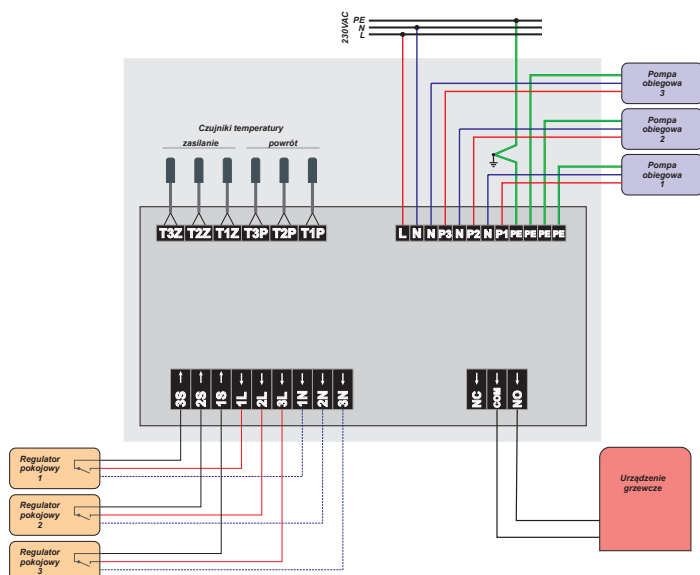 230VAC
PE
N
L
Pompa
obiegowa
3
Pompa
obiegowa
2
Pompa
obiegowa
1
Czujniki temperatury
zasilanie powrót
T3Z T2Z T1Z T3P T2P T1P
L N N P3 N P2 N P1 PE PE PE PE
3S 2S 1S 1L 2L 3L 1N 2N 3N
NC COM NO
Regulator
pokojowy
1
Regulator
pokojowy
2
Regulator
pokojowy
3
Urządzenie
grzewcze